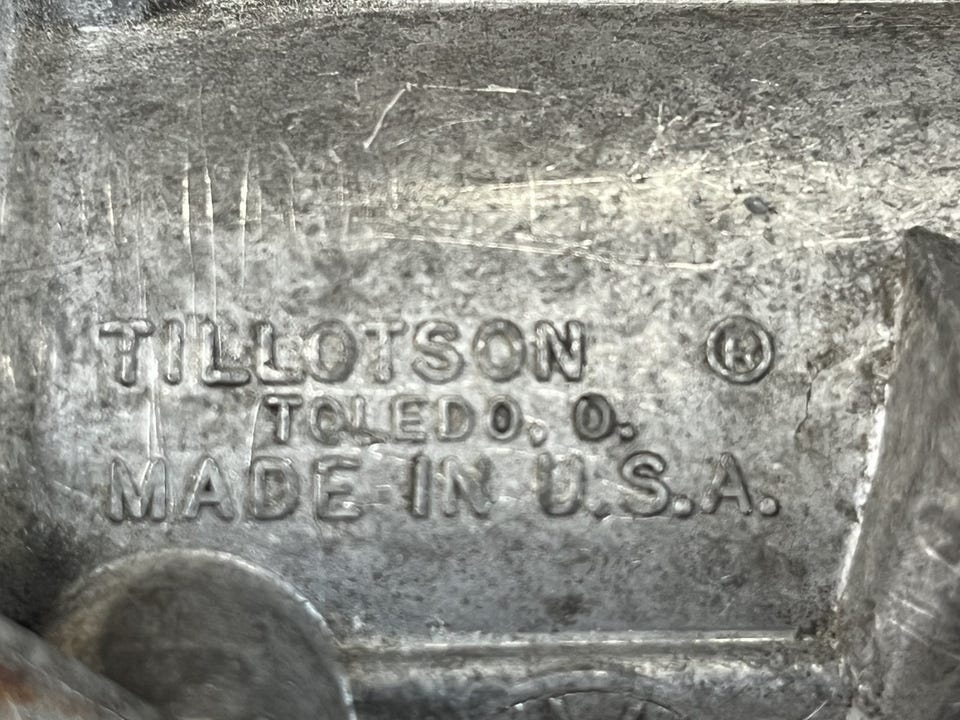 TILLOTSON ®
TOLEDO, O.
MADE IN U.S.A.